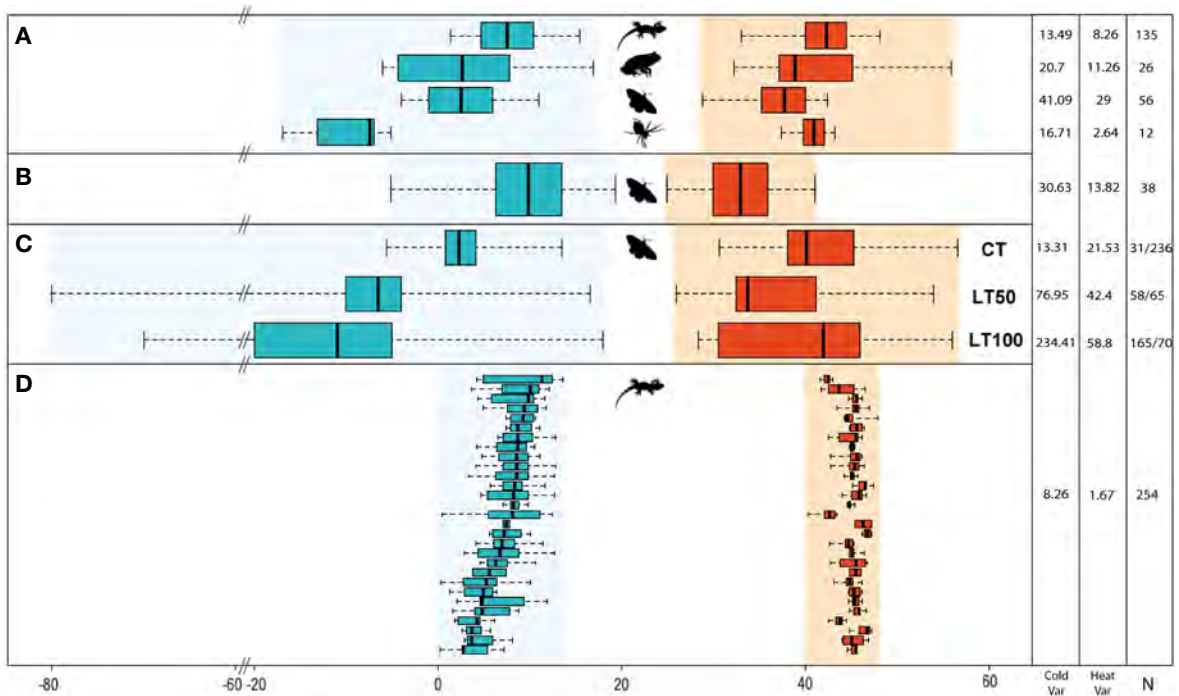 A
13.49 8.26 135
20.7 11.26 26
41.09 29 56
16.71 2.64 12
B
30.63 13.82 38
C
CT 13.31 21.53 31/236
LT50 76.95 42.4 58/65
LT100 234.41 58.8 165/70
D
8.26 1.67 254
-80 -60 -20 0 20 40 60
Cold Var Heat Var N